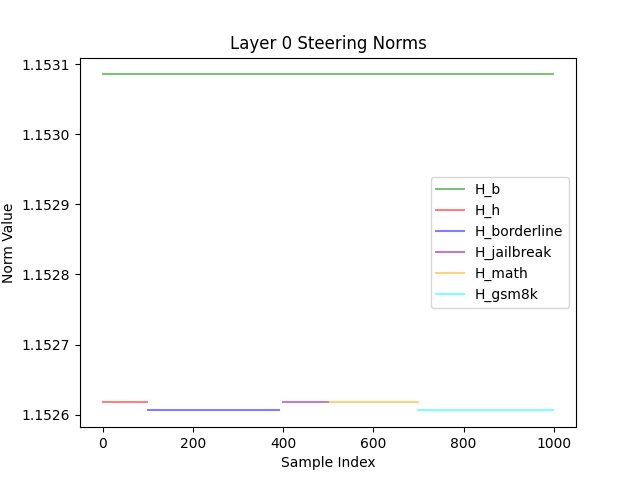 Layer 0 Steering Norms
Norm Value
1.1531
1.1530
1.1529
1.1528
1.1527
1.1526
H_b
H_h
H_borderline
H_jailbreak
H_math
H_gsm8k
0 200 400 600 800 1000
Sample Index